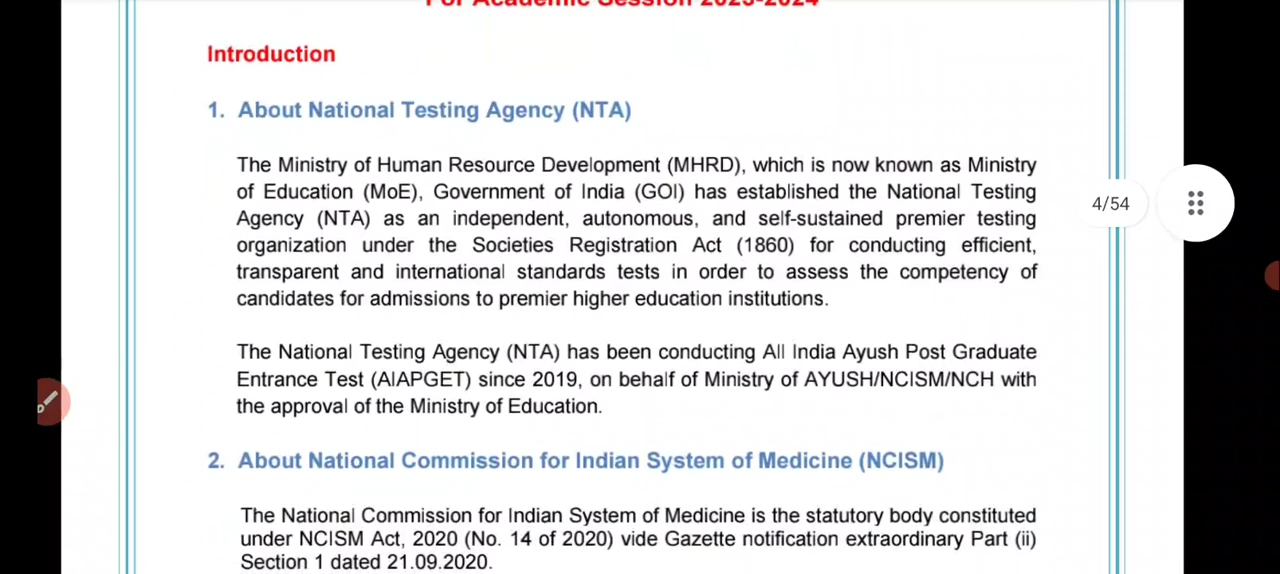 For Academic Session 2023-2024
Introduction
1. About National Testing Agency (NTA)
The Ministry of Human Resource Development (MHRD), which is now known as Ministry
of Education (MoE), Government of India (GOI) has established the National Testing
Agency (NTA) as an independent, autonomous, and self-sustained premier testing
organization under the Societies Registration Act (1860) for conducting efficient,
transparent and international standards tests in order to assess the competency of
candidates for admissions to premier higher education institutions.
4/54
The National Testing Agency (NTA) has been conducting All India Ayush Post Graduate
Entrance Test (AIAPGET) since 2019, on behalf of Ministry of AYUSH/NCISM/NCH with
the approval of the Ministry of Education.
2. About National Commission for Indian System of Medicine (NCISM)
The National Commission for Indian System of Medicine is the statutory body constituted
under NCISM Act, 2020 (No. 14 of 2020) vide Gazette notification extraordinary Part (ii)
Section 1 dated 21.09.2020.